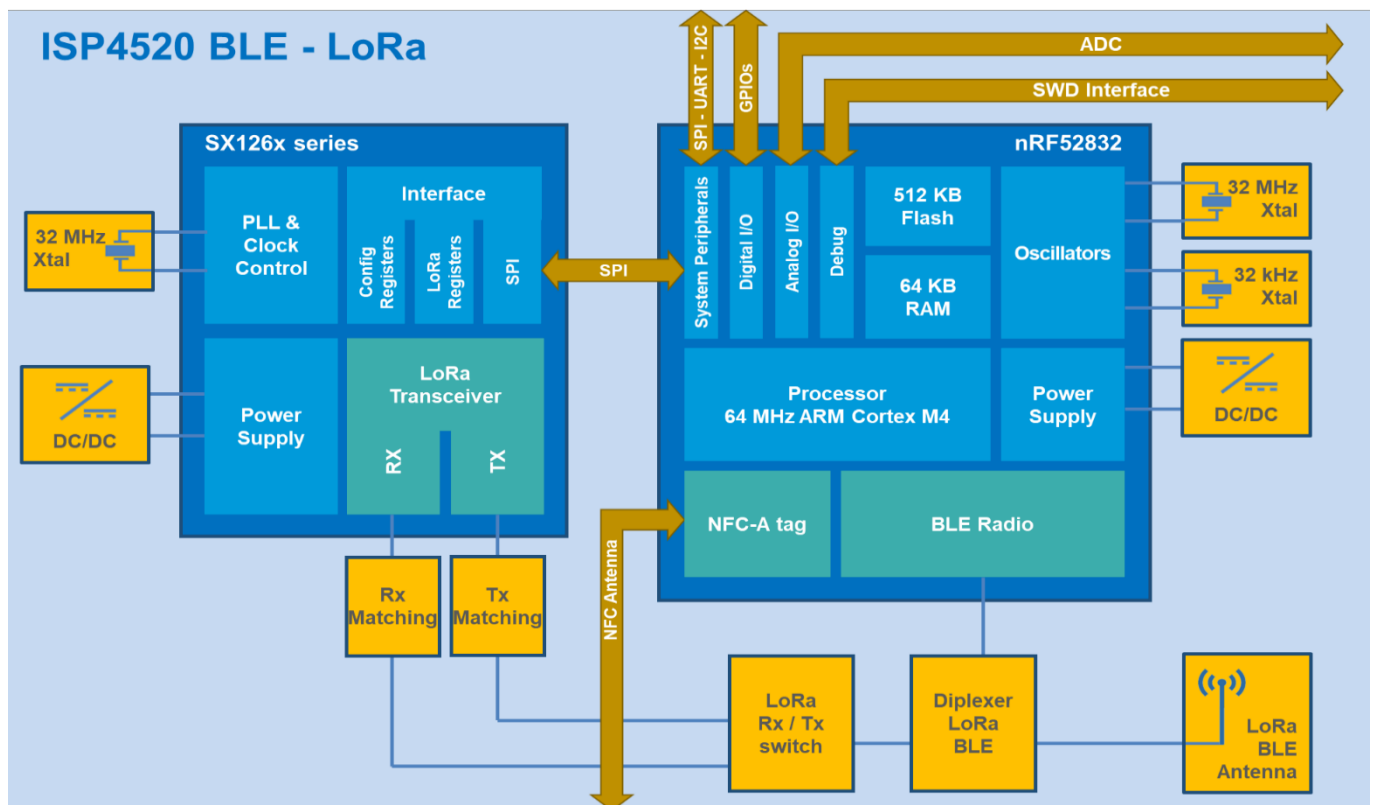 ISP4520 BLE - LoRa
SPI - UART - I2C
GPIOs
ADC
SWD Interface
SX126x series
PLL &
Clock
Control
Interface
Config
Registers
LoRa
Registers
SPI
32 MHz
Xtal
DC/DC
Power
Supply
LoRa
Transceiver
RX
TX
SPI
nRF52832
System Peripherals
Digital I/O
Analog I/O
Debug
512 KB
Flash
64 KB
RAM
Oscillators
32 MHz
Xtal
32 kHz
Xtal
Processor
64 MHz ARM Cortex M4
Power
Supply
DC/DC
NFC-A tag
BLE Radio
NFC Antenna
Rx
Matching
Tx
Matching
LoRa
Rx / Tx
switch
Diplexer
LoRa
BLE
LoRa
BLE
Antenna